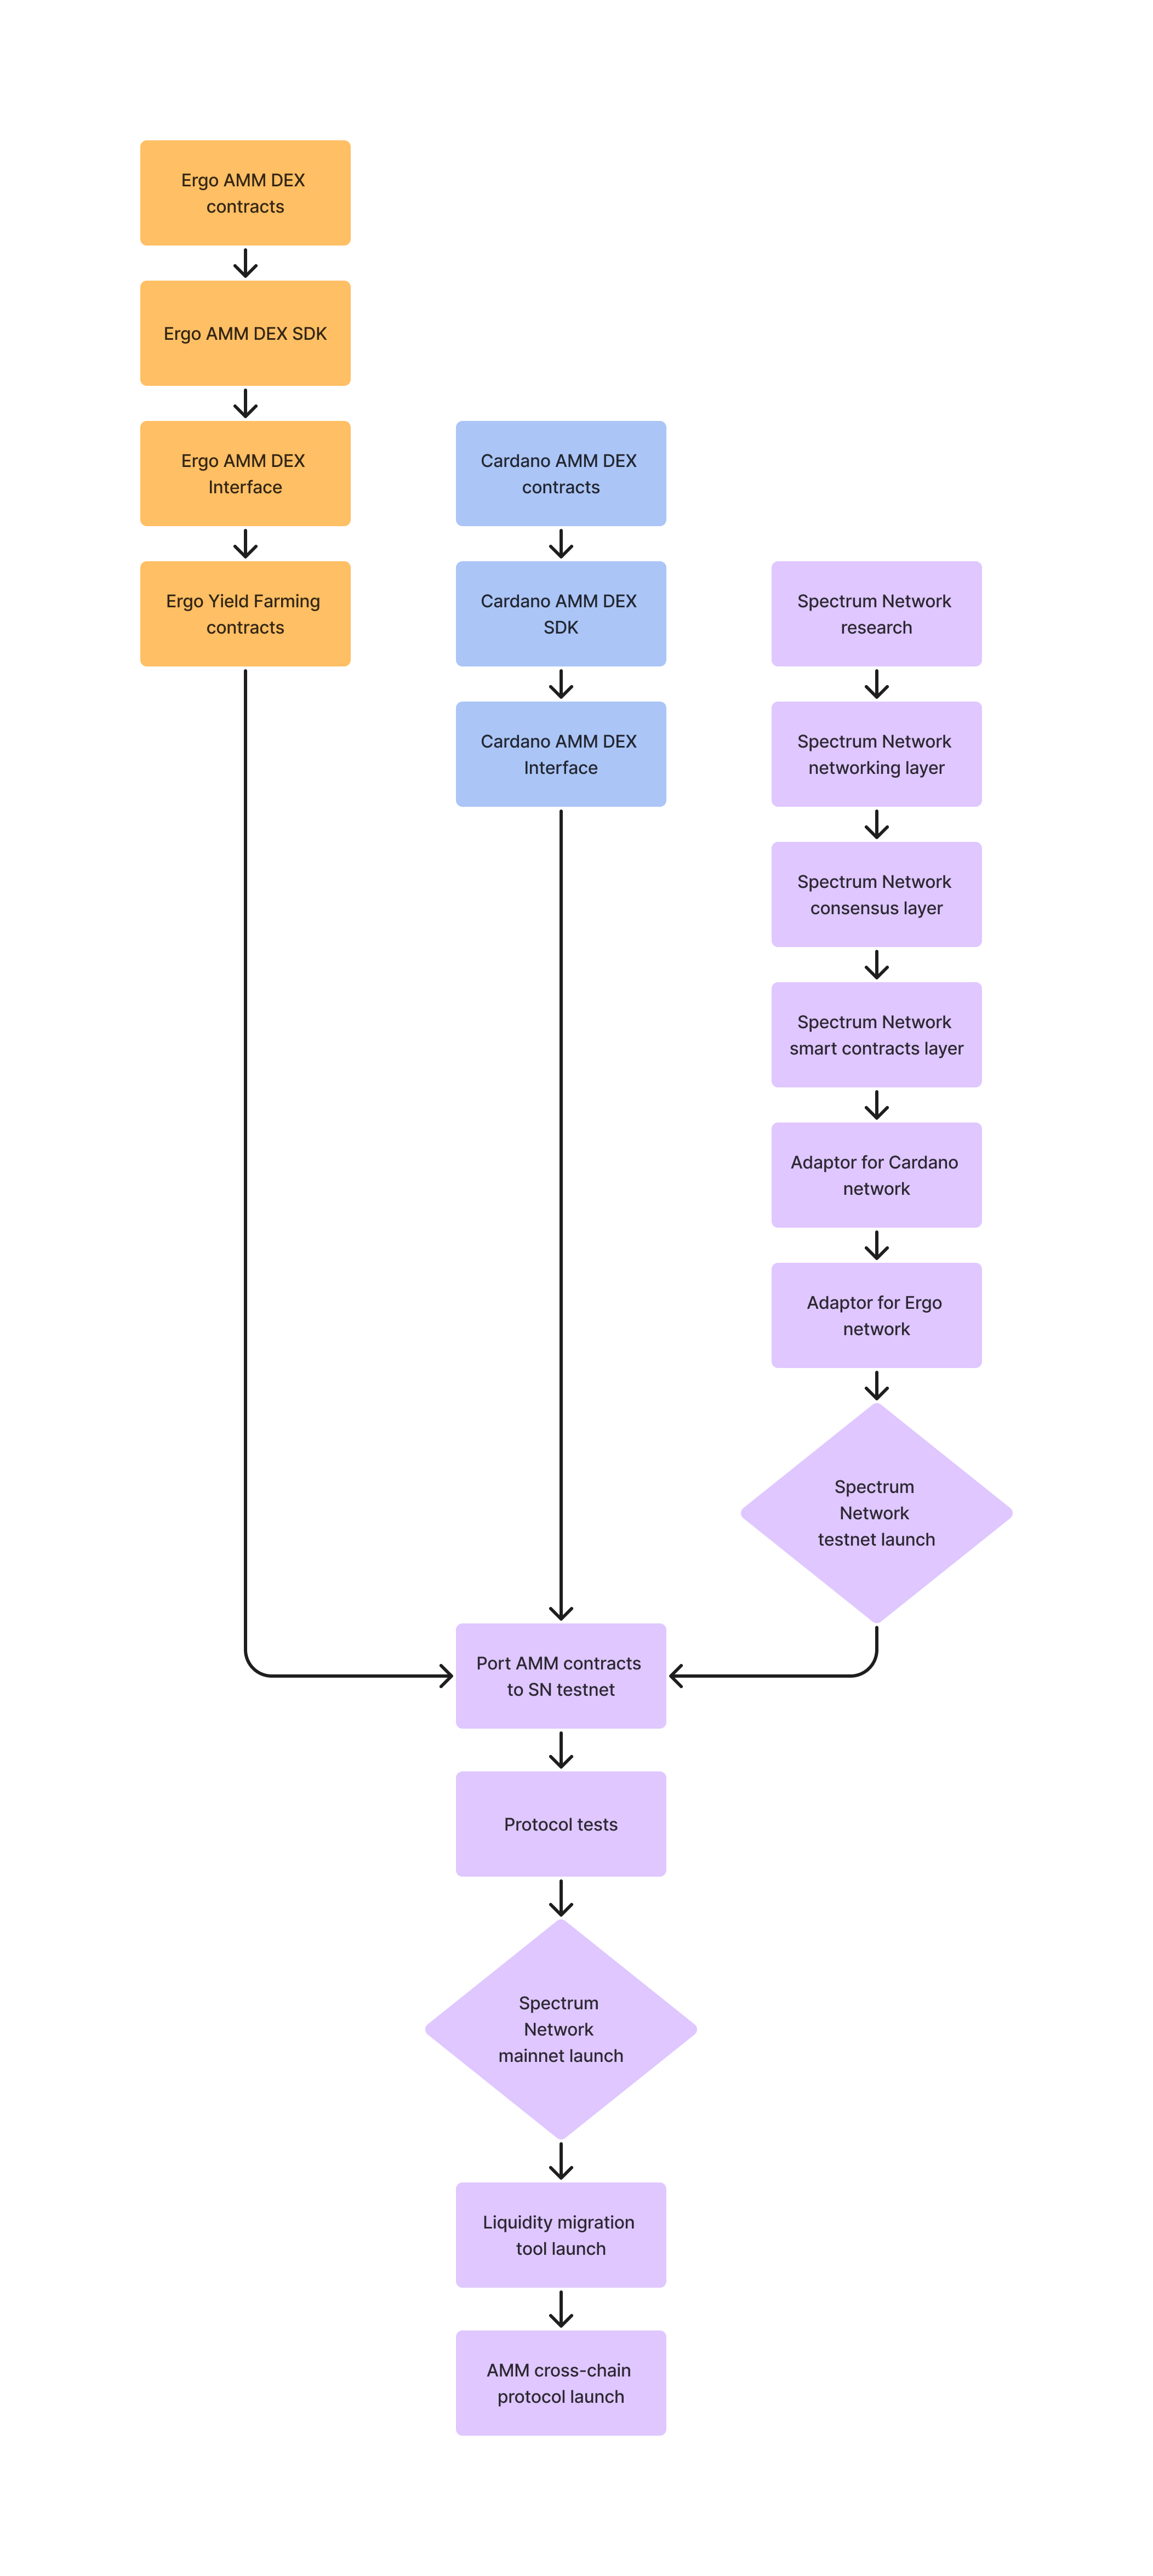 Ergo AMM DEX
contracts
Ergo AMM DEX SDK
Ergo AMM DEX
Interface
Ergo Yield Farming
contracts
Cardano AMM DEX
contracts
Cardano AMM DEX
SDK
Cardano AMM DEX
Interface
Spectrum Network
research
Spectrum Network
networking layer
Spectrum Network
consensus layer
Spectrum Network
smart contracts layer
Adaptor for Cardano
network
Adaptor for Ergo
network
Spectrum
Network
testnet launch
Port AMM contracts
to SN testnet
Protocol tests
Spectrum
Network
mainnet launch
Liquidity migration
tool launch
AMM cross-chain
protocol launch